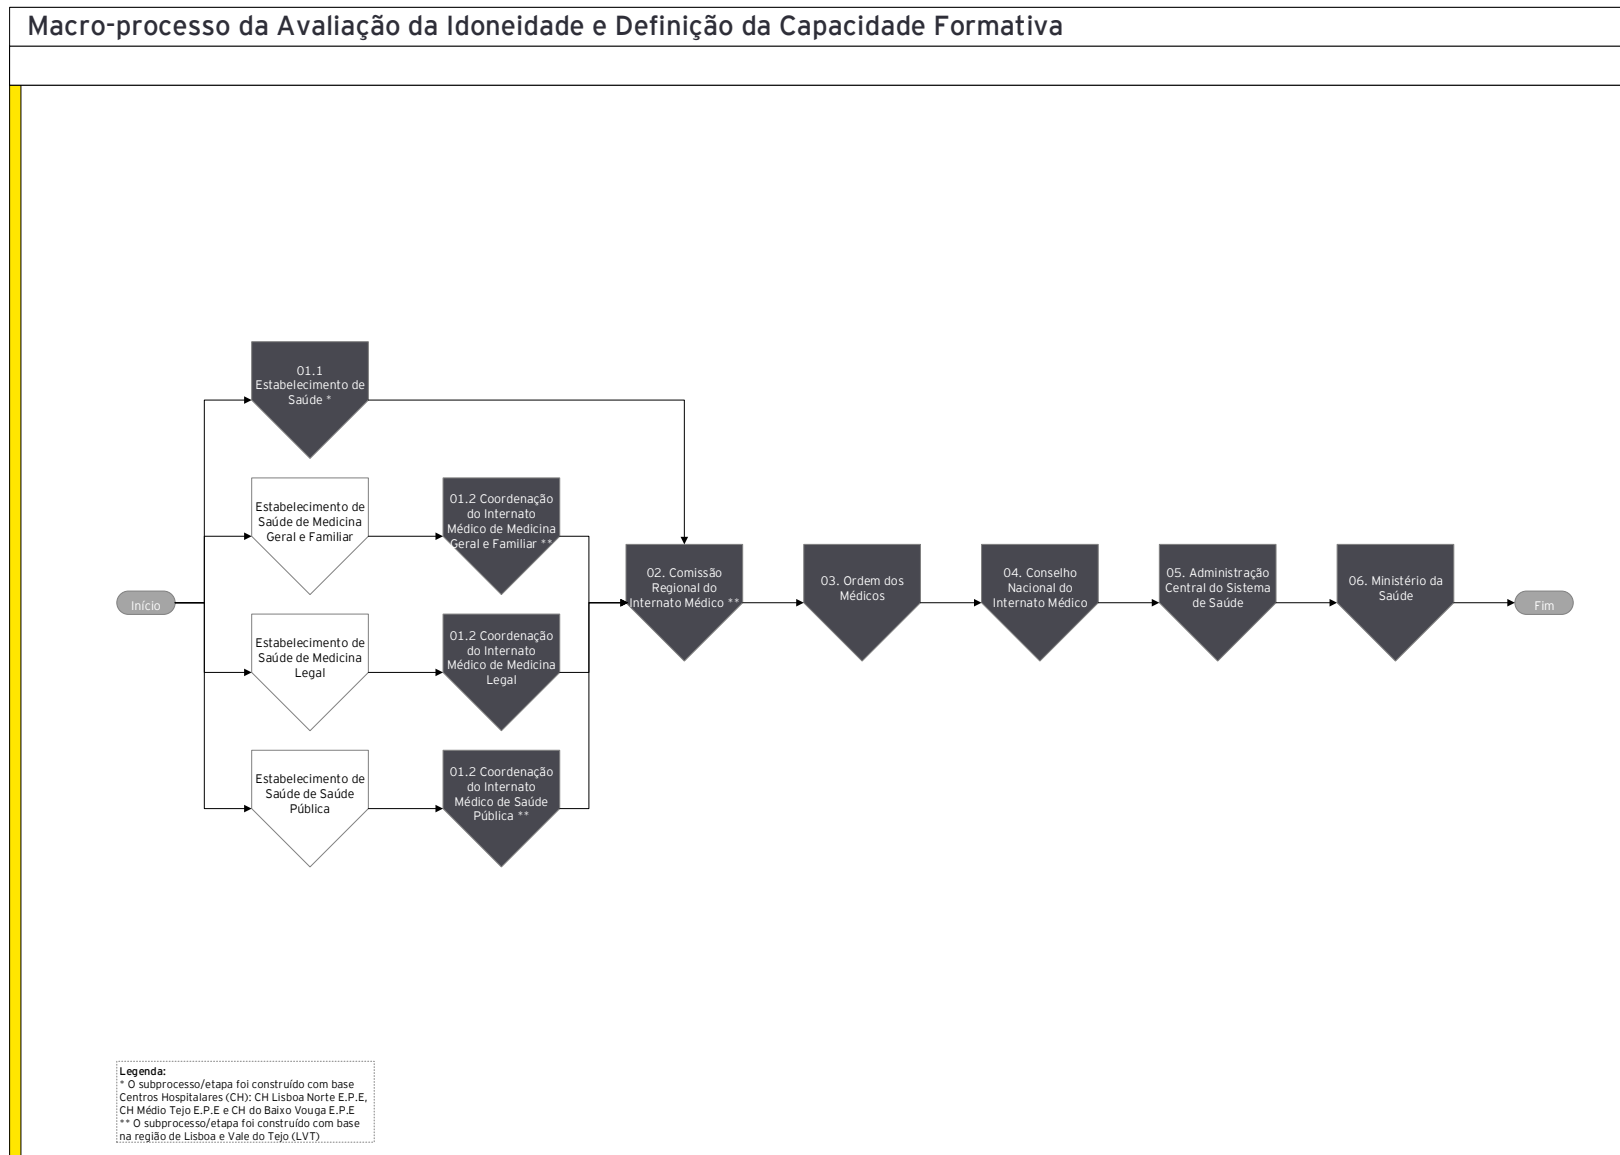 Macro-processo da Avaliação da Idoneidade e Definição da Capacidade Formativa
01.1
Estabelecimento de
Saúde *
Estabelecimento de
Saúde de Medicina
Geral e Familiar
01.2 Coordenação
do Internato
Médico de Medicina
Geral e Familiar **
Início
Estabelecimento de
Saúde de Medicina
Legal
01.2 Coordenação
do Internato
Médico de Medicina
Legal
Estabelecimento de
Saúde de Saúde
Pública
01.2 Coordenação
do Internato
Médico de Saúde
Pública **
02. Comissão
Regional do
Internato Médico **
03. Ordem dos
Médicos
04. Conselho
Nacional do
Internato Médico
05. Administração
Central do Sistema
de Saúde
06. Ministério da
Saúde
Fim
Legenda:
* O subprocesso/etapa foi construído com base
Centros Hospitalares (CH): CH Lisboa Norte E.P.E,
CH Médio Tejo E.P.E e CH do Baixo Vouga E.P.E
** O subprocesso/etapa foi construído com base
na região de Lisboa e Vale do Tejo (LVT)